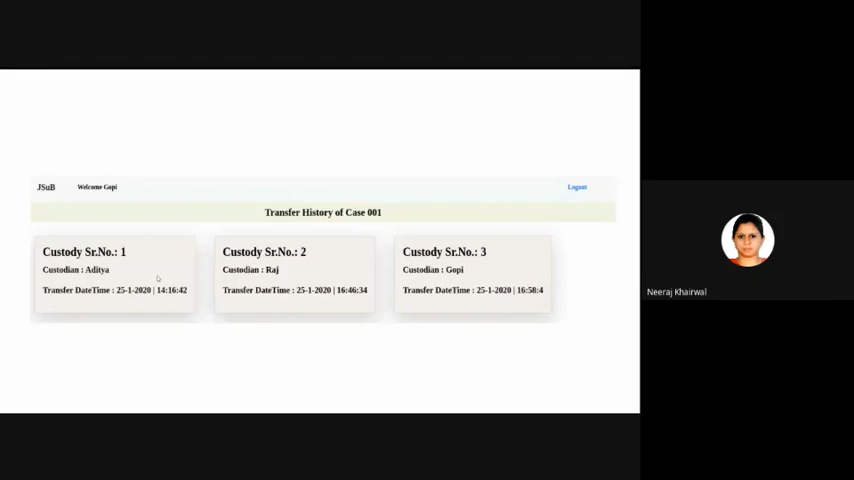 JSuB Welcome Gopi Logout
Transfer History of Case 001
Custody Sr.No.: 1
Custodian : Aditya
Transfer DateTime : 25-1-2020 | 14:16:42
Custody Sr.No.: 2
Custodian : Raj
Transfer DateTime : 25-1-2020 | 16:46:34
Custody Sr.No.: 3
Custodian : Gopi
Transfer DateTime : 25-1-2020 | 16:58:4
Neeraj Khairwal